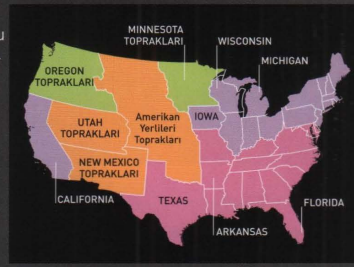 u
MINNESOTA
TOPRAKLARI
WISCONSIN
MICHIGAN
OREGON
TOPRAKLARI
UTAH
TOPRAKLARI
Amerikan
Yerlileri
Toprakları
IOWA
NEW MEXICO
TOPRAKLARI
CALIFORNIA
TEXAS
FLORIDA
ARKANSAS